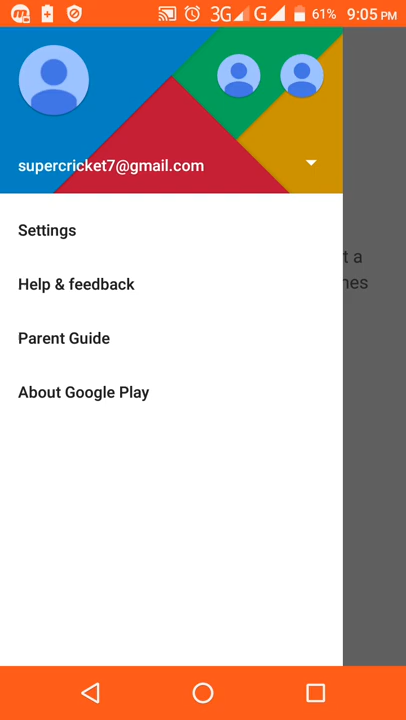 3G G 61% 9:05 PM
supercricket7@gmail.com
Settings
t a
Help & feedback
nes
Parent Guide
About Google Play